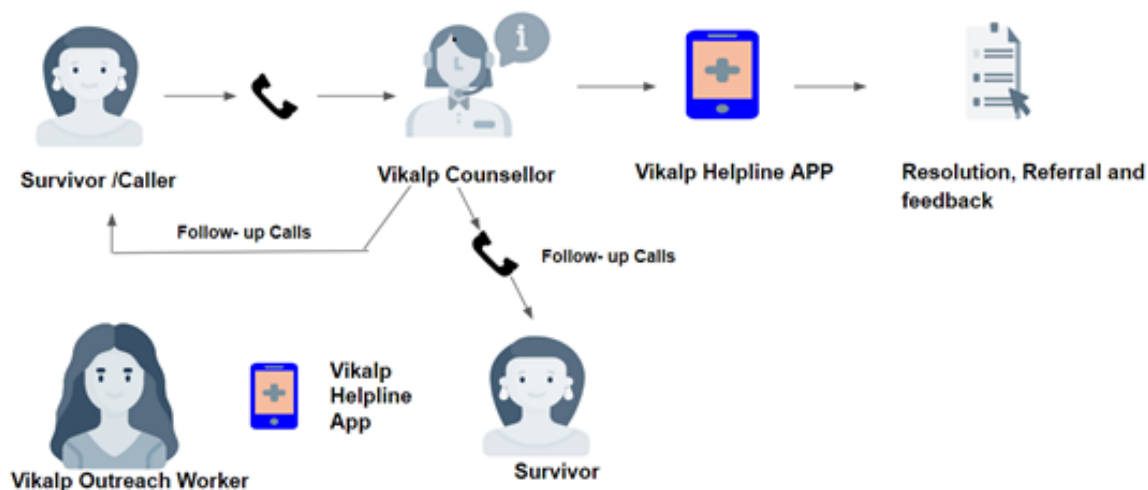 Survivor /Caller
Vikalp Counsellor
Vikalp Helpline APP
Resolution, Referral and
feedback
Follow- up Calls
Follow- up Calls
Vikalp
Helpline
App
Vikalp Outreach Worker
Survivor